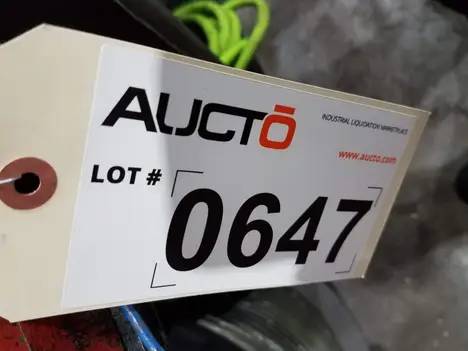 AUCTŌ
INDUSTRIAL LIQUIDATION MARKETPLACE
www.aucto.com
LOT #
0647